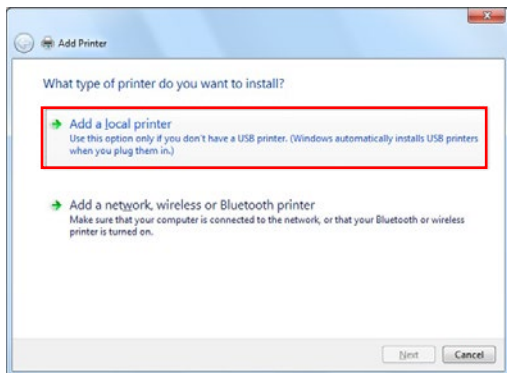 Add Printer
What type of printer do you want to install?
Add a local printer
Use this option only if you don't have a USB printer. (Windows automatically installs USB printers
when you plug them in.)
Add a network, wireless or Bluetooth printer
Make sure that your computer is connected to the network, or that your Bluetooth or wireless
printer is turned on.
Next Cancel